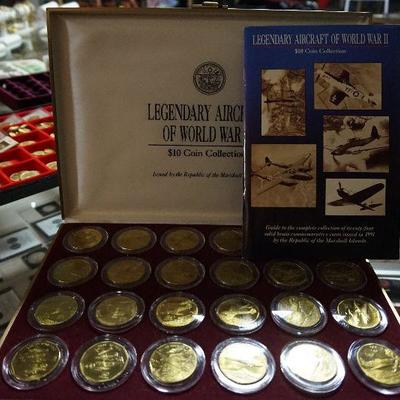 LEGENDARY AIRCRAFT
OF WORLD WAR
$10 Coin Collection
Issued by the Republic of the Marshall
LEGENDARY AIRCRAFT OF WORLD WAR II
$10 Coin Collection
Guide to the complete collection of twenty-four
solid brass commemorative coins issued in 1991
by the Republic of the Marshall Islands.